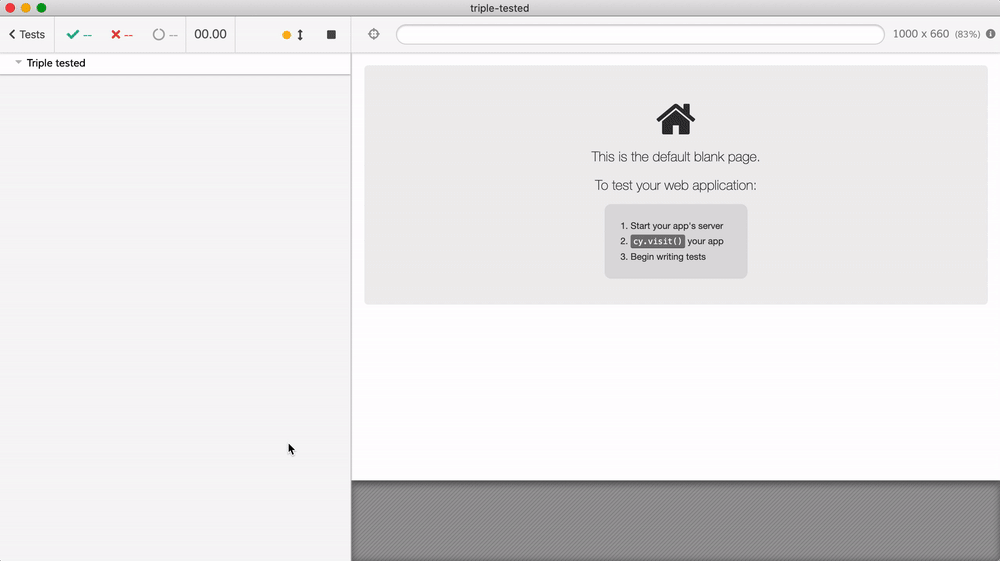 triple-tested
Tests -- -- -- 00.00 1000 x 660 (83%)
Triple tested
This is the default blank page.
To test your web application:
1. Start your app's server
2. cy.visit() your app
3. Begin writing tests